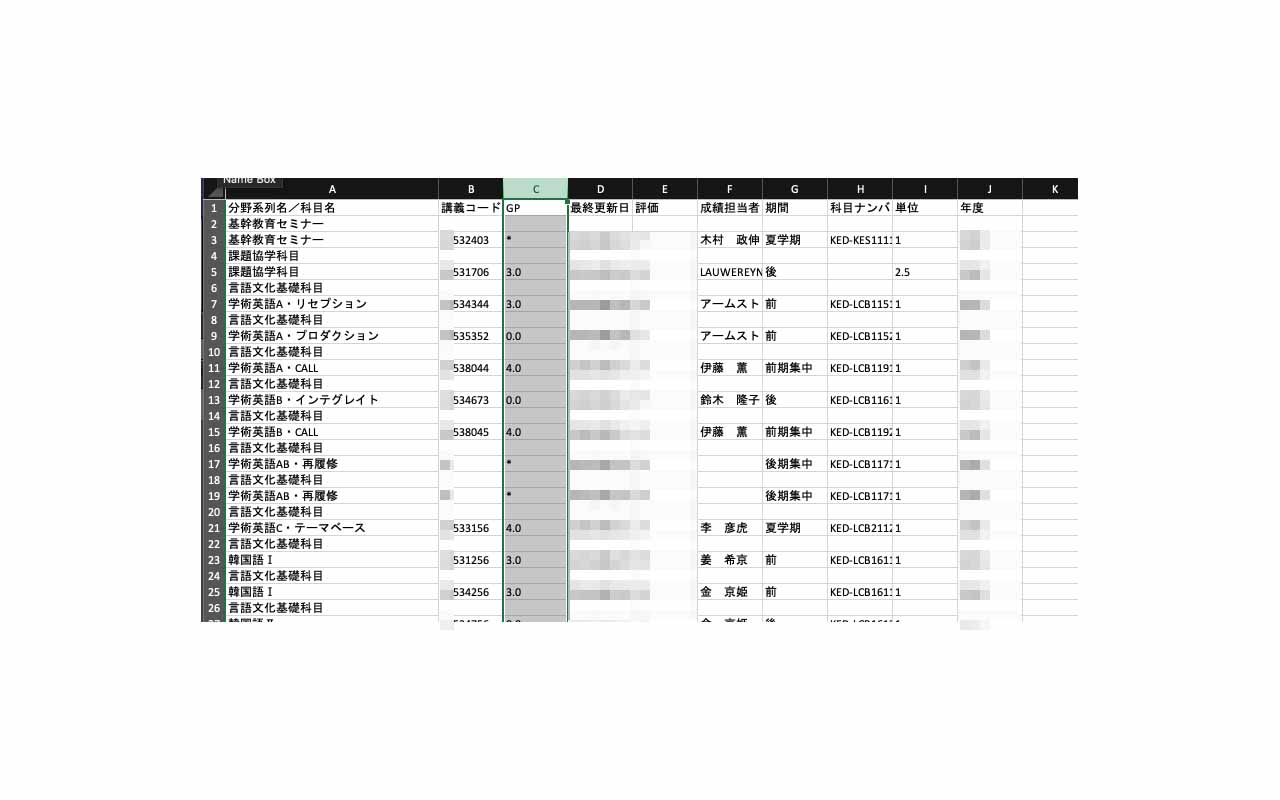 Name Box
A B C D E F G H I J K
1 分野系列名／科目名 講義コード GP 最終更新日 評価 成績担当者 期間 科目ナンバ 単位 年度
2 基幹教育セミナー
3 基幹教育セミナー 532403 * 木村　政伸 夏学期 KED-KES1111 1
4 課題協学科目
5 課題協学科目 531706 3.0 LAUWEREYN 後 2.5
6 言語文化基礎科目
7 学術英語A・リセプション 534344 3.0 アームスト 前 KED-LCB1151 1
8 言語文化基礎科目
9 学術英語A・プロダクション 535352 0.0 アームスト 前 KED-LCB1152 1
10 言語文化基礎科目
11 学術英語A・CALL 538044 4.0 伊藤　薫 前期集中 KED-LCB1191 1
12 言語文化基礎科目
13 学術英語B・インテグレイト 534673 0.0 鈴木　隆子 後 KED-LCB1161 1
14 言語文化基礎科目
15 学術英語B・CALL 538045 4.0 伊藤　薫 前期集中 KED-LCB1192 1
16 言語文化基礎科目
17 学術英語AB・再履修 * 後期集中 KED-LCB1171 1
18 言語文化基礎科目
19 学術英語AB・再履修 * 後期集中 KED-LCB1171 1
20 言語文化基礎科目
21 学術英語C・テーマベース 533156 4.0 李　彦虎 夏学期 KED-LCB2112 1
22 言語文化基礎科目
23 韓国語Ⅰ 531256 3.0 姜　希京 前 KED-LCB1611 1
24 言語文化基礎科目
25 韓国語Ⅰ 534256 3.0 金　京姫 前 KED-LCB1611 1
26 言語文化基礎科目